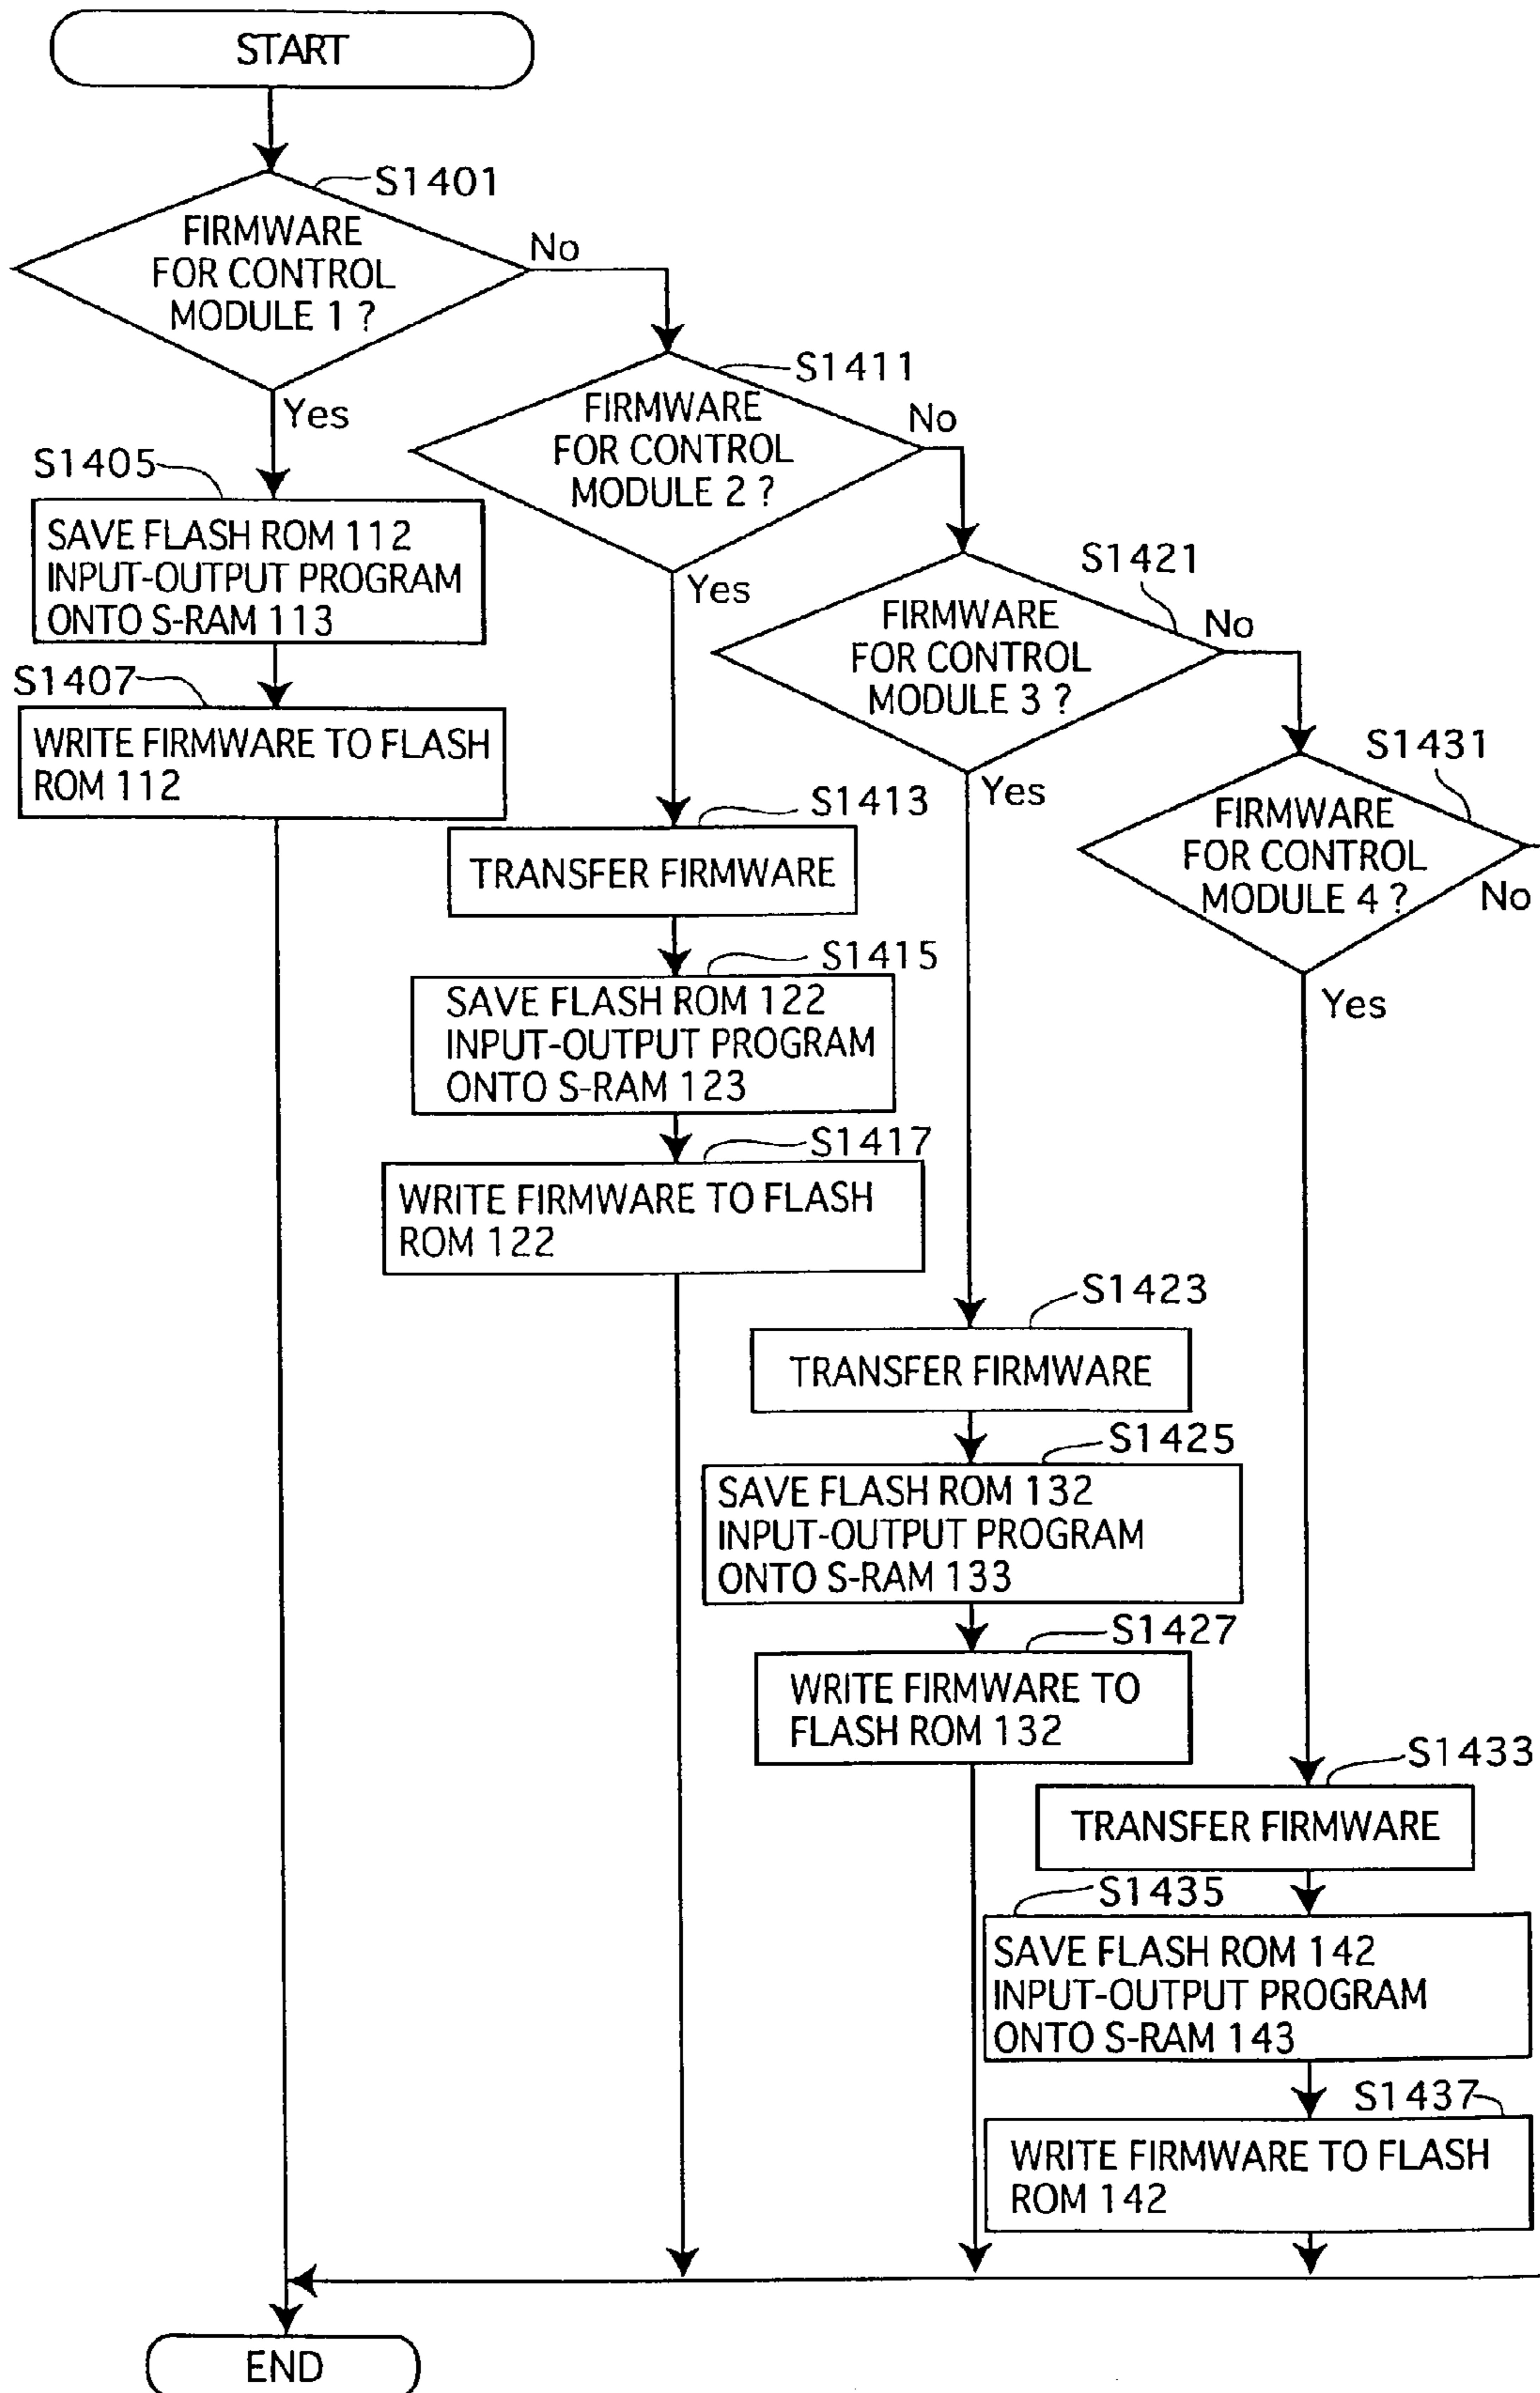 START
S1401
FIRMWARE
FOR CONTROL
MODULE 1 ?
No
Yes
S1405
SAVE FLASH ROM 112
INPUT-OUTPUT PROGRAM
ONTO S-RAM 113
S1407
WRITE FIRMWARE TO FLASH
ROM 112
S1411
FIRMWARE
FOR CONTROL
MODULE 2 ?
No
Yes
S1413
TRANSFER FIRMWARE
S1415
SAVE FLASH ROM 122
INPUT-OUTPUT PROGRAM
ONTO S-RAM 123
S1417
WRITE FIRMWARE TO FLASH
ROM 122
S1421
FIRMWARE
FOR CONTROL
MODULE 3 ?
No
Yes
S1423
TRANSFER FIRMWARE
S1425
SAVE FLASH ROM 132
INPUT-OUTPUT PROGRAM
ONTO S-RAM 133
S1427
WRITE FIRMWARE TO
FLASH ROM 132
S1431
FIRMWARE
FOR CONTROL
MODULE 4 ?
No
Yes
S1433
TRANSFER FIRMWARE
S1435
SAVE FLASH ROM 142
INPUT-OUTPUT PROGRAM
ONTO S-RAM 143
S1437
WRITE FIRMWARE TO FLASH
ROM 142
END